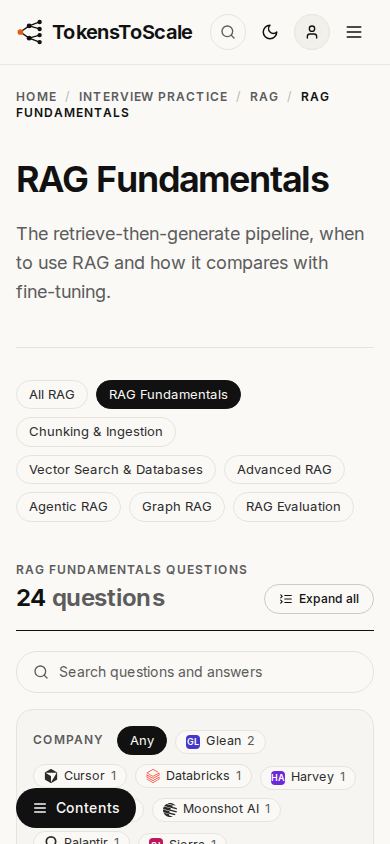 TokensToScale
HOME / INTERVIEW PRACTICE / RAG / RAG
FUNDAMENTALS
RAG Fundamentals
The retrieve-then-generate pipeline, when
to use RAG and how it compares with
fine-tuning.
All RAG RAG Fundamentals
Chunking & Ingestion
Vector Search & Databases Advanced RAG
Agentic RAG Graph RAG RAG Evaluation
RAG FUNDAMENTALS QUESTIONS
24 questions Expand all
Search questions and answers
COMPANY Any GL Glean 2
Cursor 1 Databricks 1 HA Harvey 1
Contents Moonshot AI 1
Palantir 1 Sierra 1